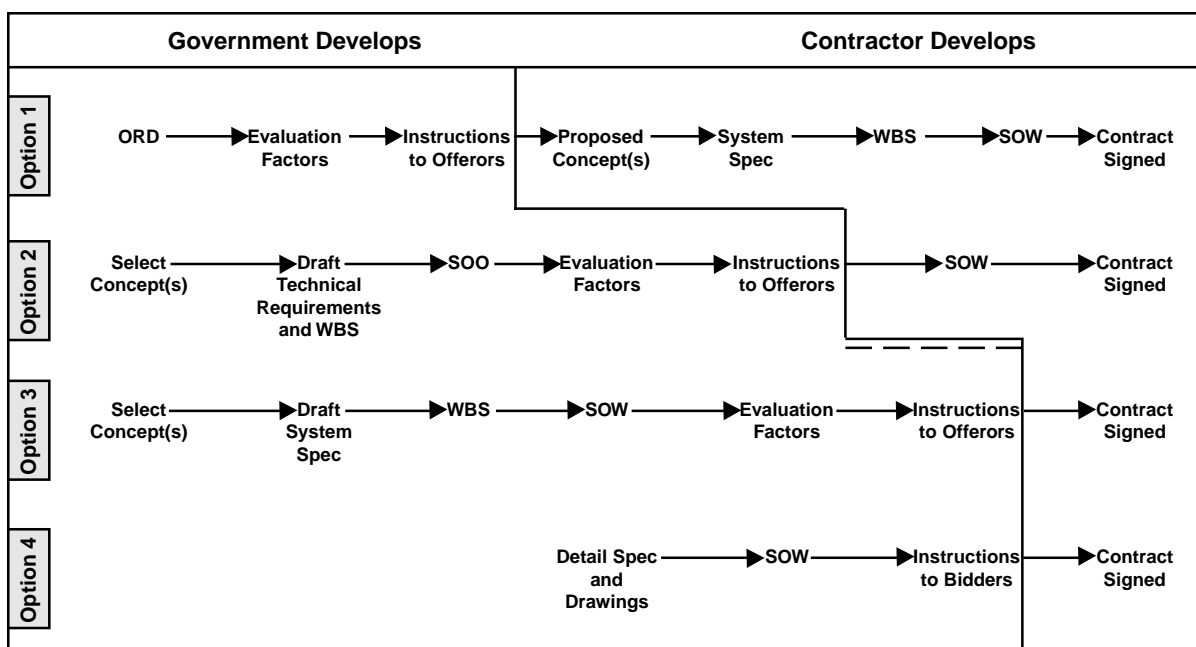 Government Develops
Contractor Develops
Option 1
ORD
Evaluation
Factors
Instructions
to Offerors
Proposed
Concept(s)
System
Spec
WBS
SOW
Contract
Signed
Option 2
Select
Concept(s)
Draft
Technical
Requirements
and WBS
SOO
Evaluation
Factors
Instructions
to Offerors
SOW
Contract
Signed
Option 3
Select
Concept(s)
Draft
System
Spec
WBS
SOW
Evaluation
Factors
Instructions
to Offerors
Contract
Signed
Option 4
Detail Spec
and
Drawings
SOW
Instructions
to Bidders
Contract
Signed